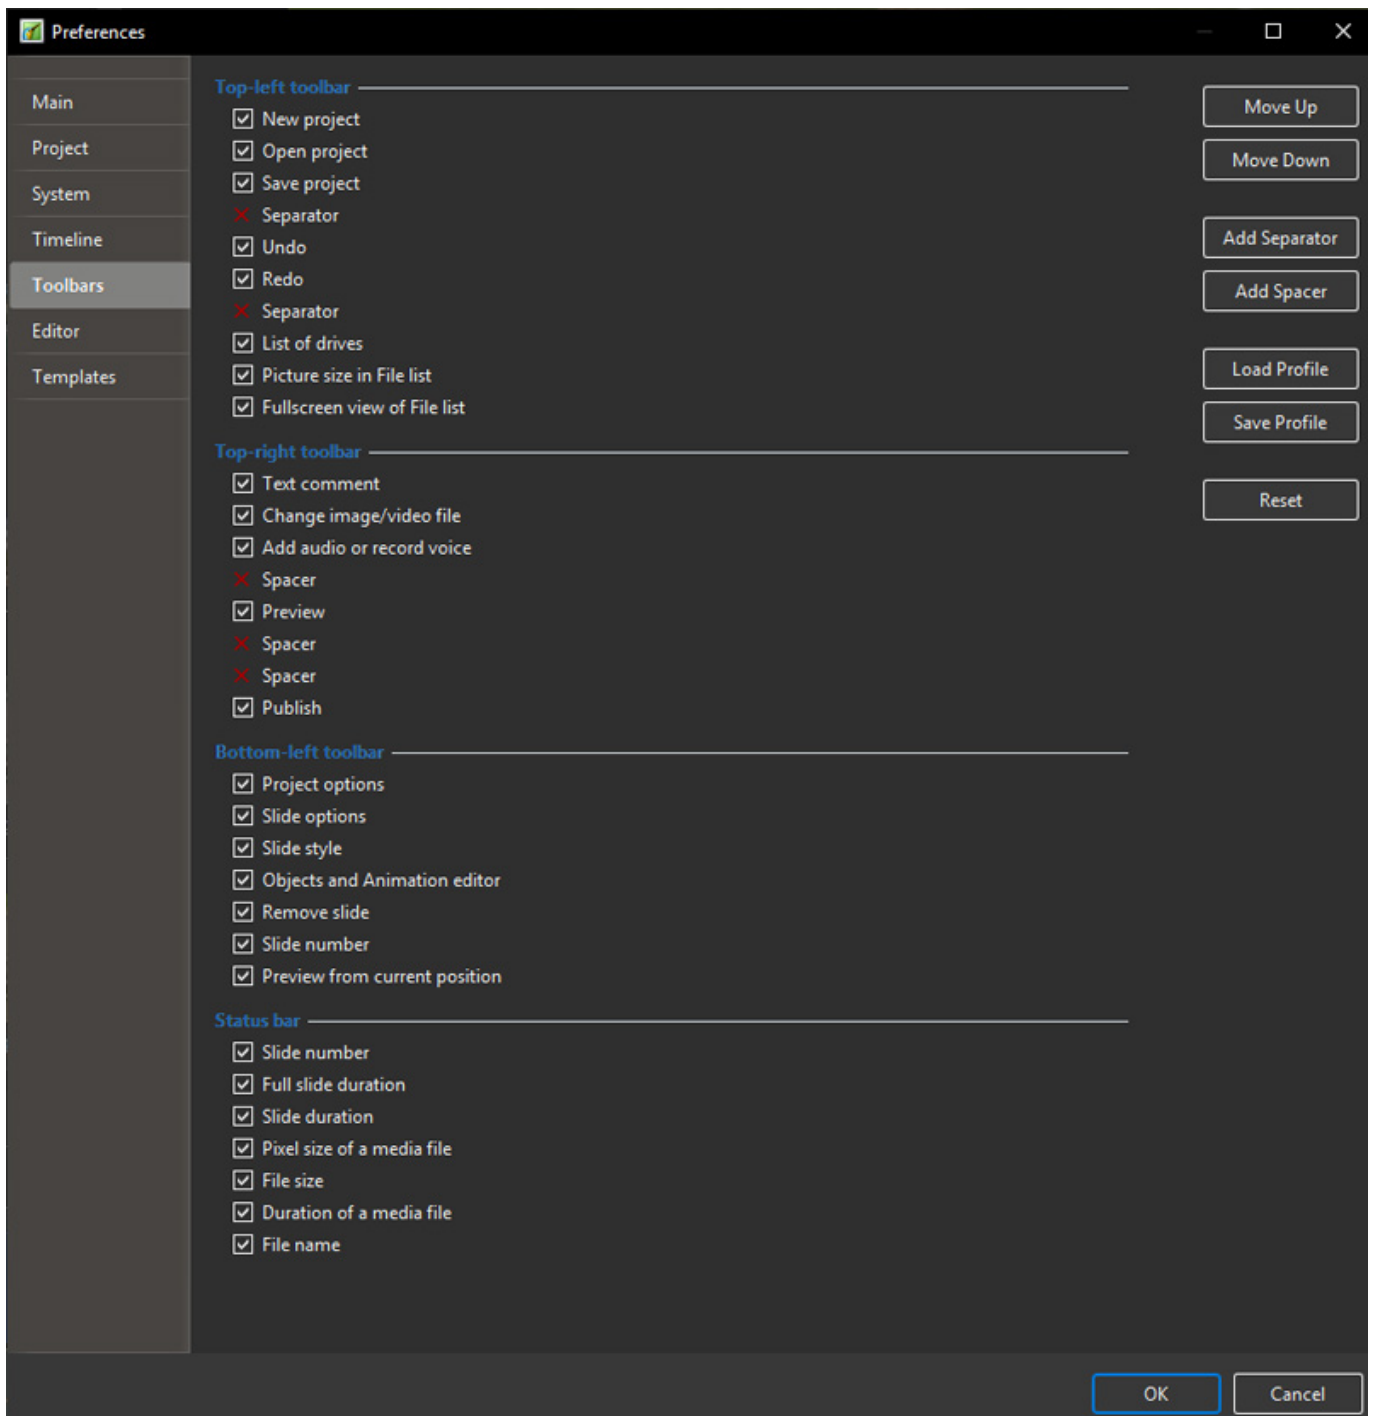 Preferences
Main
Project
System
Timeline
Toolbars
Editor
Templates
Top-left toolbar
New project
Open project
Save project
Separator
Undo
Redo
Separator
List of drives
Picture size in File list
Fullscreen view of File list
Top-right toolbar
Text comment
Change image/video file
Add audio or record voice
Spacer
Preview
Spacer
Spacer
Publish
Bottom-left toolbar
Project options
Slide options
Slide style
Objects and Animation editor
Remove slide
Slide number
Preview from current position
Status bar
Slide number
Full slide duration
Slide duration
Pixel size of a media file
File size
Duration of a media file
File name
Move Up
Move Down
Add Separator
Add Spacer
Load Profile
Save Profile
Reset
OK
Cancel